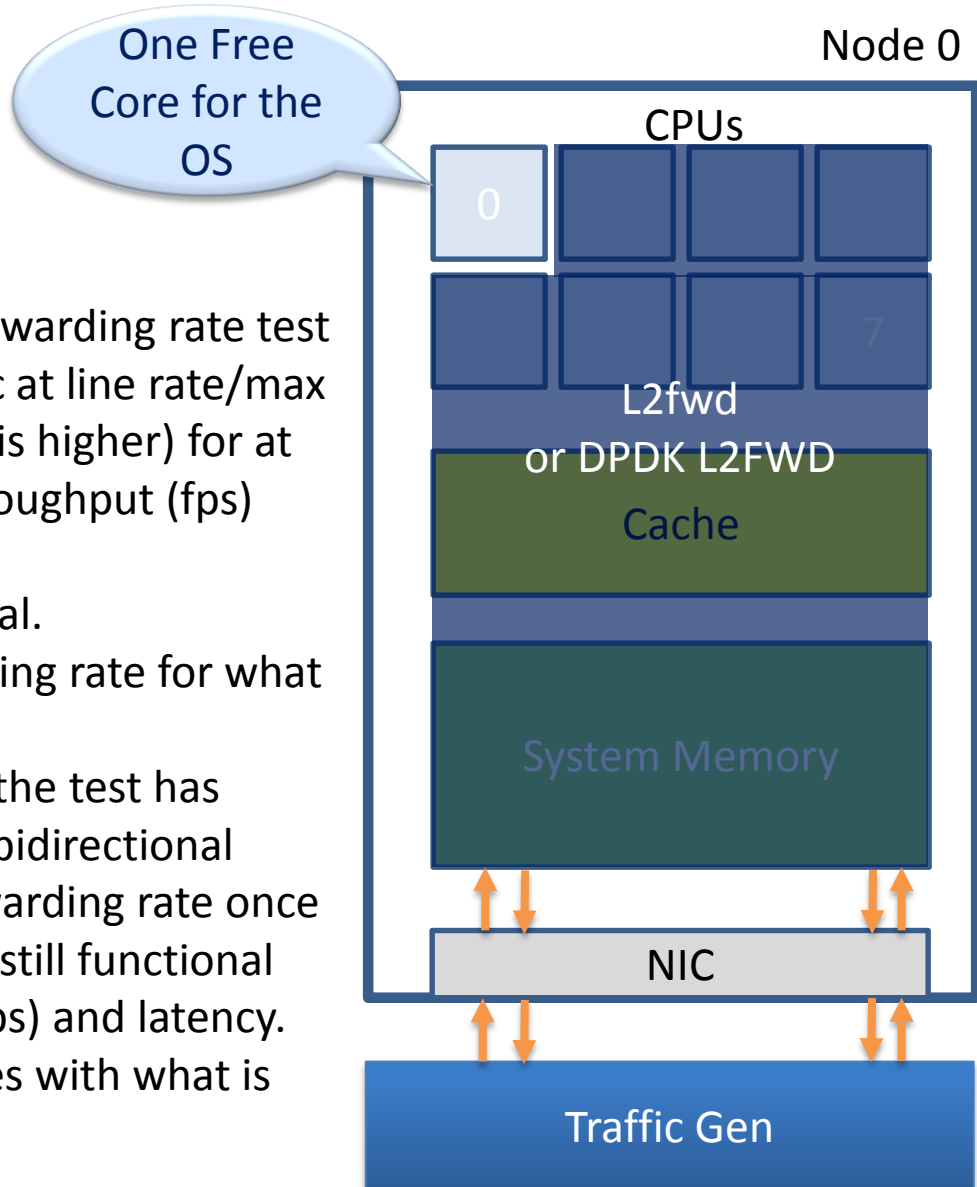 One Free
Core for the
OS
Node 0
CPUs
0
7
warding rate test
c at line rate/max
is higher) for at
oughput (fps)
al.
ing rate for what
the test has
bidirectional
warding rate once
still functional
os) and latency.
es with what is
L2fwd
or DPDK L2FWD
Cache
System Memory
NIC
Traffic Gen